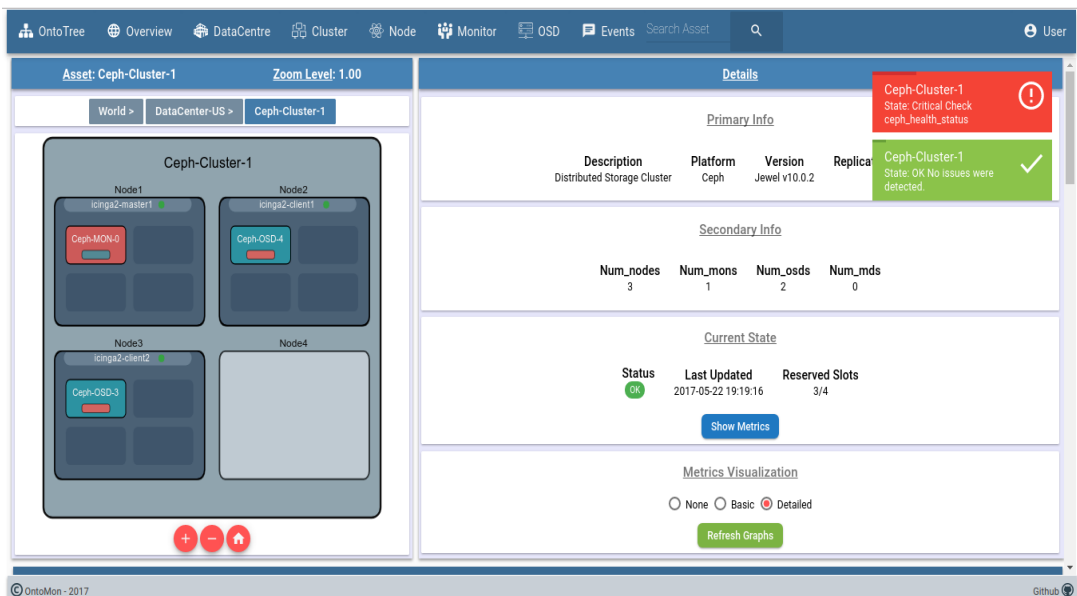 OntoTree Overview DataCentre Cluster Node Monitor OSD Events Search Asset User
Asset: Ceph-Cluster-1 Zoom Level: 1.00
World > DataCenter-US > Ceph-Cluster-1
Ceph-Cluster-1
Node1 Node2
icinga2-master1 icinga2-client1
Ceph-MON-0 Ceph-OSD-4
Node3 Node4
icinga2-client2
Ceph-OSD-3
+ −
Details
Primary Info
Description Platform Version
Distributed Storage Cluster Ceph Jewel v10.0.2
Ceph-Cluster-1
State: Critical Check
ceph_health_status
Ceph-Cluster-1
State: OK No issues were
detected.
Secondary Info
Num_nodes Num_mons Num_osds Num_mds
3 1 2 0
Current State
Status Last Updated Reserved Slots
OK 2017-05-22 19:19:16 3/4
Show Metrics
Metrics Visualization
None Basic Detailed
Refresh Graphs
© OntoMon - 2017 Github